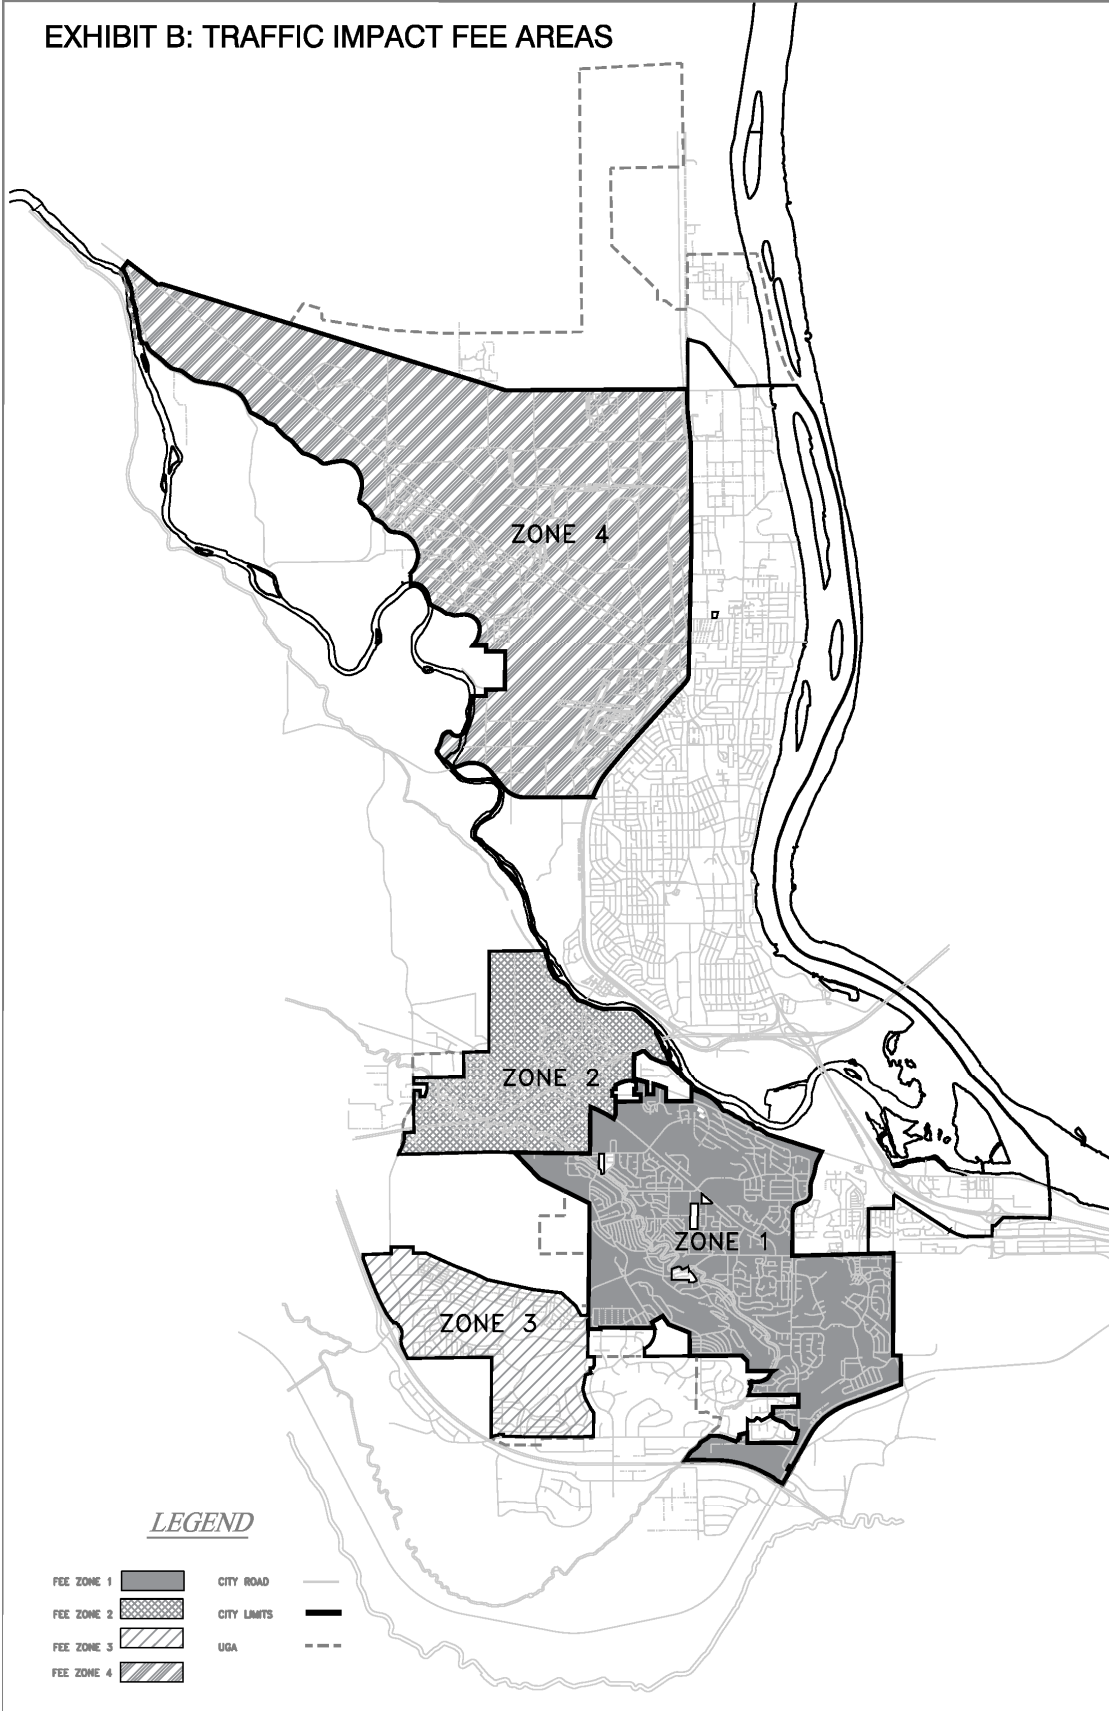 EXHIBIT B: TRAFFIC IMPACT FEE AREAS
ZONE 4
ZONE 2
ZONE 1
ZONE 3
LEGEND
FEE ZONE 1
CITY ROAD
FEE ZONE 2
CITY LIMITS
FEE ZONE 3
UGA
FEE ZONE 4